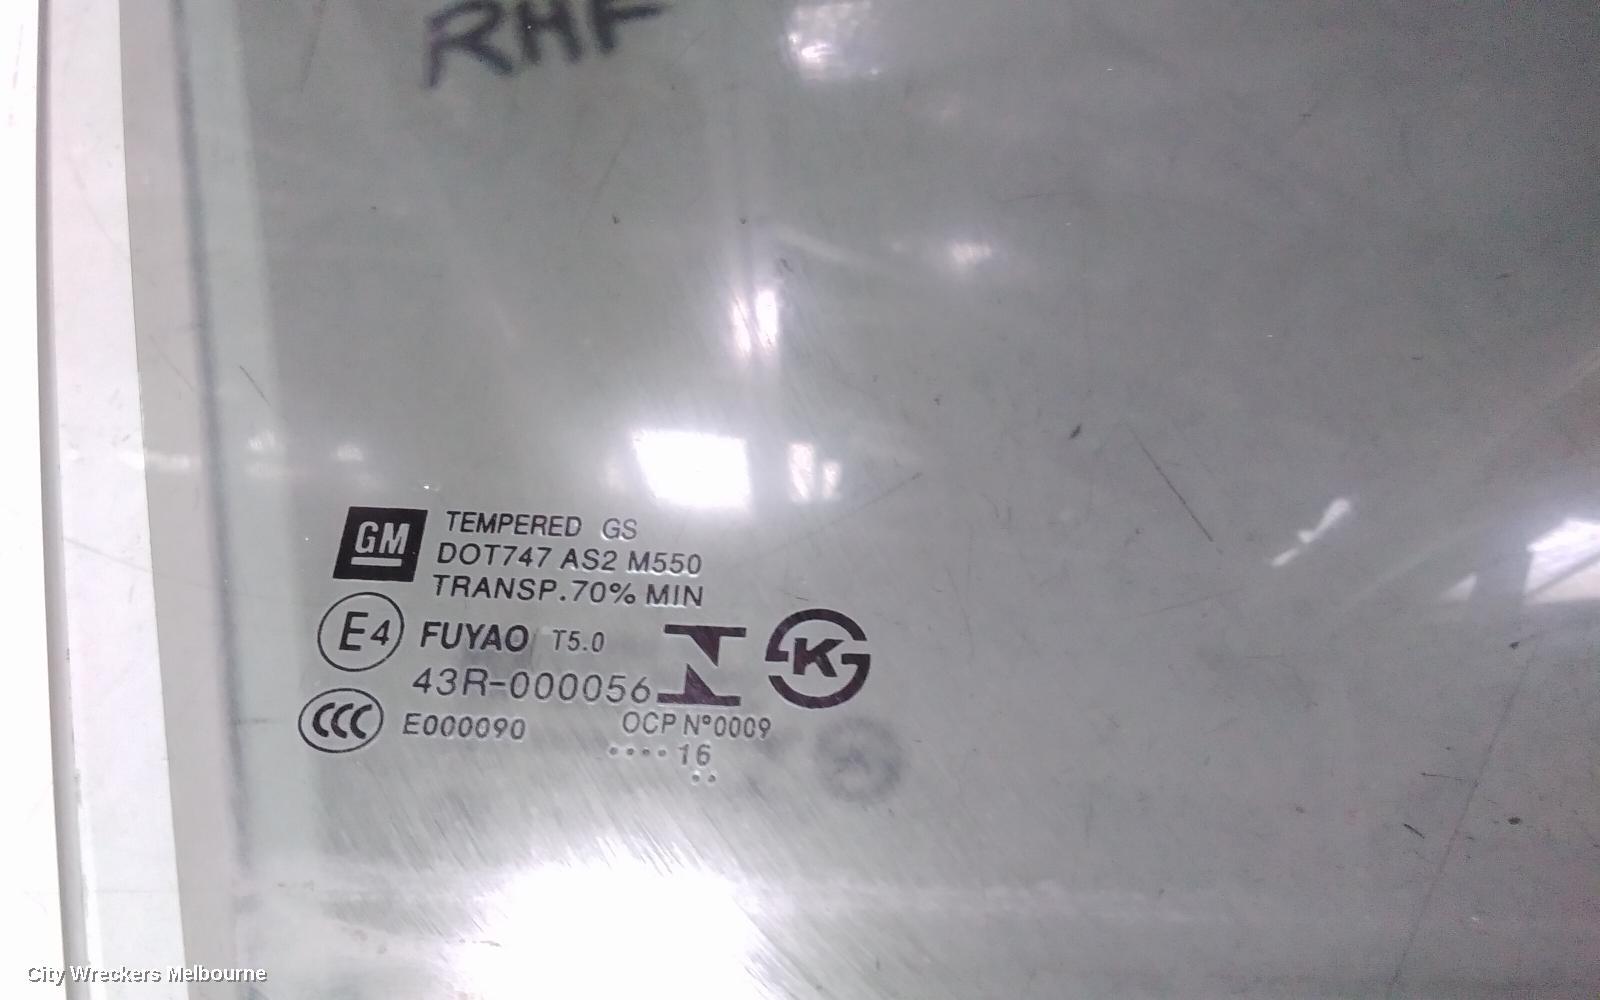 RHF
GM
TEMPERED GS
DOT747 AS2 M550
TRANSP.70% MIN
E4
FUYAO T5.0
K
43R-000056
CCC
E000090
OCP Nº0009
....16
..
City Wreckers Melbourne